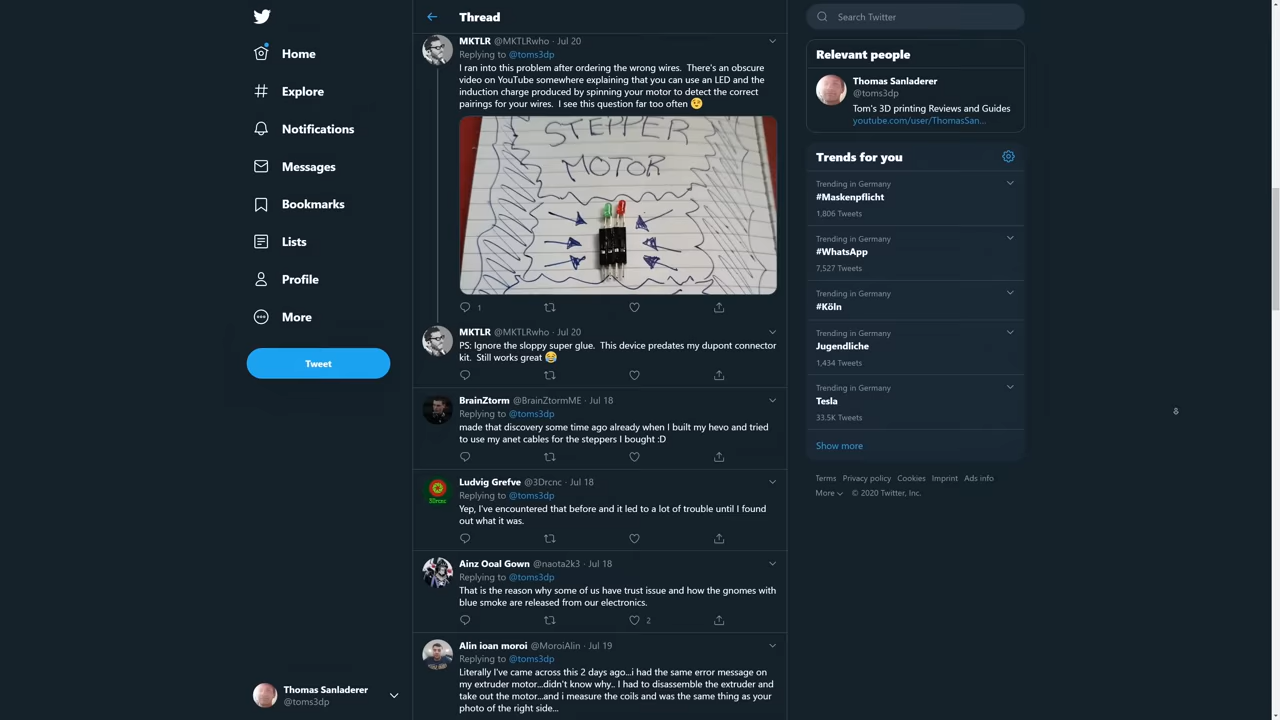 Home
Explore
Notifications
Messages
Bookmarks
Lists
Profile
More
Tweet
Thomas Sanladerer
@toms3dp
Thread
MKTLR @MKTLRwho · Jul 20
Replying to @toms3dp
I ran into this problem after ordering the wrong wires. There's an obscure
video on YouTube somewhere explaining that you can use an LED and the
induction charge produced by spinning your motor to detect the correct
pairings for your wires. I see this question far too often 😉
STEPPER
MOTOR
1
MKTLR @MKTLRwho · Jul 20
PS: Ignore the sloppy super glue. This device predates my dupont connector
kit. Still works great 😂
BrainZtorm @BrainZtormME · Jul 18
Replying to @toms3dp
made that discovery some time ago already when I built my hevo and tried
to use my anet cables for the steppers I bought :D
Ludvig Grefve @3Drcnc · Jul 18
Replying to @toms3dp
Yep, I've encountered that before and it led to a lot of trouble until I found
out what it was.
Ainz Ooal Gown @naota2k3 · Jul 18
Replying to @toms3dp
That is the reason why some of us have trust issue and how the gnomes with
blue smoke are released from our electronics.
2
Alin ioan moroi @MoroiAlin · Jul 19
Replying to @toms3dp
Literally I've came across this 2 days ago...i had the same error message on
my extruder motor...didn't know why.. I had to disassemble the extruder and
take out the motor...and i measure the coils and was the same thing as your
photo of the right side...
Search Twitter
Relevant people
Thomas Sanladerer
@toms3dp
Tom's 3D printing Reviews and Guides
youtube.com/user/ThomasSan...
Trends for you
Trending in Germany
#Maskenpflicht
1,806 Tweets
Trending in Germany
#WhatsApp
7,527 Tweets
Trending in Germany
#Köln
Trending in Germany
Jugendliche
1,434 Tweets
Trending in Germany
Tesla
33.5K Tweets
Show more
Terms Privacy policy Cookies Imprint Ads info
More © 2020 Twitter, Inc.